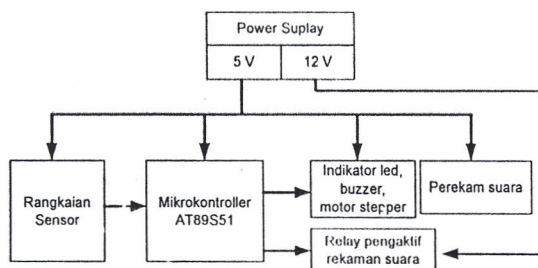 Power Suplay
5 V
12 V
Rangkaian
Sensor
Mikrokontroller
AT89S51
Indikator led,
buzzer,
motor stepper
Perekam suara
Relay pengaktif
rekaman suara